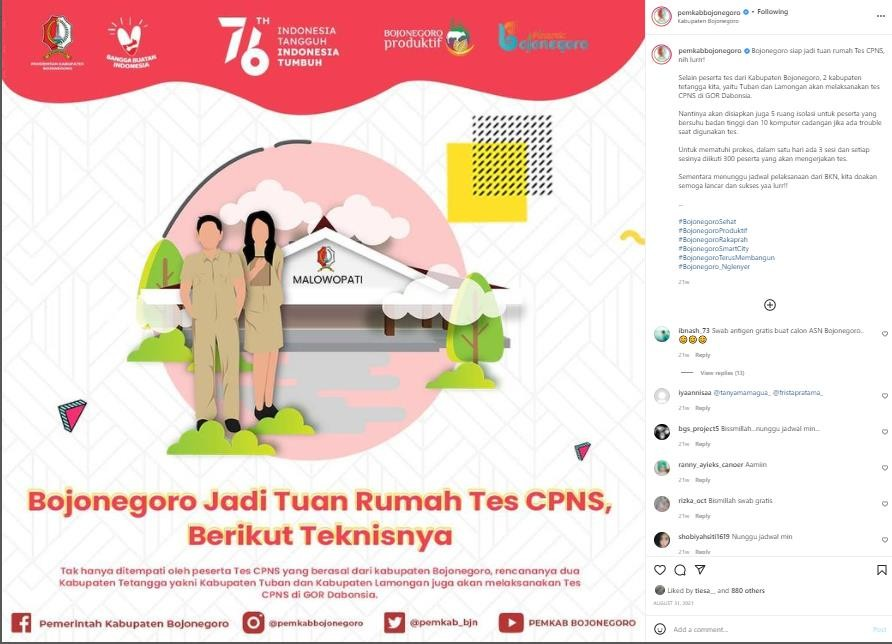 PEMERINTAH KABUPATEN
BOJONEGORO
BANGGA BUATAN
INDONESIA
76TH
INDONESIA
TANGGUH
INDONESIA
TUMBUH
BOJONEGORO
produktif
Bojonegoro
MALOWOPATI
Bojonegoro Jadi Tuan Rumah Tes CPNS,
Berikut Teknisnya
Tak hanya ditempati oleh peserta Tes CPNS yang berasal dari kabupaten Bojonegoro, rencananya dua
Kabupaten Tetangga yakni Kabupaten Tuban dan Kabupaten Lamongan juga akan melaksanakan Tes
CPNS di GOR Dabonsia.
Pemerintah Kabupaten Bojonegoro
@pemkabbojonegoro
@pemkab_bjn
PEMKAB BOJONEGORO
pemkabbojonegoro • Following
Kabupaten Bojonegoro
pemkabbojonegoro Bojonegoro siap jadi tuan rumah Tes CPNS,
nih lurr!
Selain peserta tes dari Kabupaten Bojonegoro, 2 kabupaten
tetangga kita, yaitu Tuban dan Lamongan akan melaksanakan tes
CPNS di GOR Dabonsia.
Nantinya akan disiapkan juga 5 ruang isolasi untuk peserta yang
bersuhu badan tinggi dan 10 komputer cadangan jika ada trouble
saat digunakan tes.
Untuk mematuhi prokes, dalam satu hari ada 3 sesi dan setiap
sesinya diikuti 300 peserta yang akan mengerjakan tes.
Sementara menunggu jadwal pelaksanaan dari BKN, kita doakan
semoga lancar dan sukses yaa lurr!!
...
#BojonegoroSehat
#BojonegoroProduktif
#BojonegoroRakaprah
#BojonegoroSmartCity
#BojonegoroTerusMembangun
#Bojonegoro_Nglenyer
21w
ibnash_73 Swab antigen gratis buat calon ASN Bojonegoro..
😊😊😊
21w Reply
View replies (13)
iyaannisaa @tanyamamagua_ @fristapratama_
21w Reply
bgs_project5 Bissmillah...nunggu jadwal min...
21w Reply
ranny_ayieks_canoer Aamiin
21w Reply
rizka_oct Bismillah swab gratis
21w Reply
shobiyahsiti1619 Nunggu jadwal min
21w Reply
Liked by tiesa__ and 880 others
AUGUST 31, 2021
Add a comment...
Post